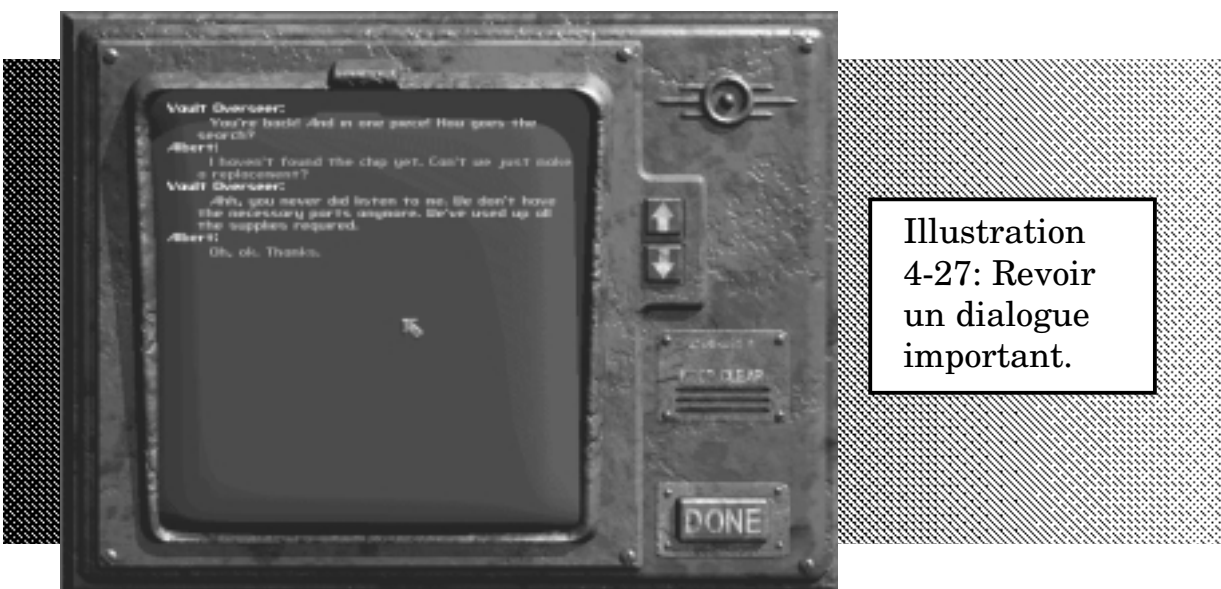 Vault Overseer:
You're back! And in one piece! How goes the
search?
Albert:
I haven't found the chip yet. Can't we just make
a replacement?
Vault Overseer:
Ahh, you never did listen to me. We don't have
the necessary parts anymore. We've used up all
the supplies required.
Albert:
Oh, ok. Thanks.
KEEP CLEAR
DONE
Illustration
4-27: Revoir
un dialogue
important.